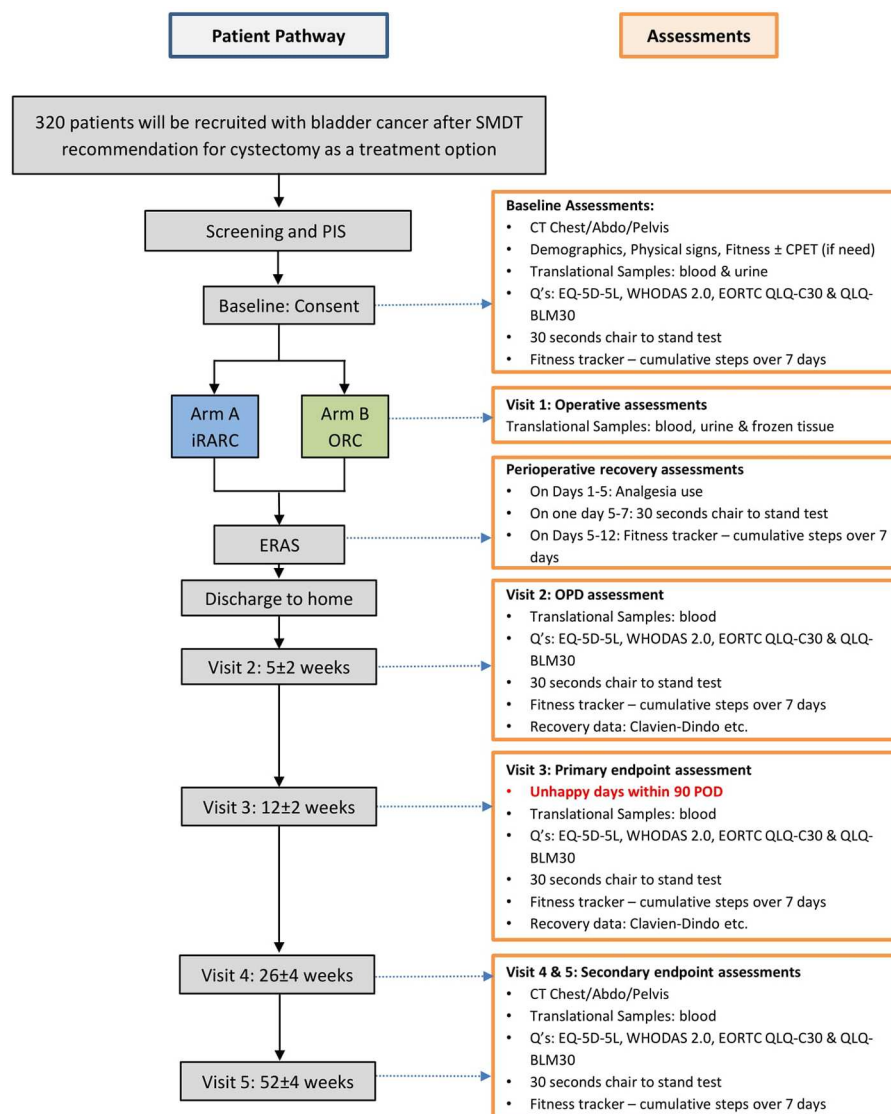 Patient Pathway
Assessments
320 patients will be recruited with bladder cancer after SMDT
recommendation for cystectomy as a treatment option
Screening and PIS
Baseline: Consent
Arm A
iRARC
Arm B
ORC
ERAS
Discharge to home
Visit 2: 5±2 weeks
Visit 3: 12±2 weeks
Visit 4: 26±4 weeks
Visit 5: 52±4 weeks
Baseline Assessments:
• CT Chest/Abdo/Pelvis
• Demographics, Physical signs, Fitness ± CPET (if need)
• Translational Samples: blood & urine
• Q's: EQ-5D-5L, WHODAS 2.0, EORTC QLQ-C30 & QLQ-
BLM30
• 30 seconds chair to stand test
• Fitness tracker – cumulative steps over 7 days
Visit 1: Operative assessments
Translational Samples: blood, urine & frozen tissue
Perioperative recovery assessments
• On Days 1-5: Analgesia use
• On one day 5-7: 30 seconds chair to stand test
• On Days 5-12: Fitness tracker – cumulative steps over 7
days
Visit 2: OPD assessment
• Translational Samples: blood
• Q's: EQ-5D-5L, WHODAS 2.0, EORTC QLQ-C30 & QLQ-
BLM30
• 30 seconds chair to stand test
• Fitness tracker – cumulative steps over 7 days
• Recovery data: Clavien-Dindo etc.
Visit 3: Primary endpoint assessment
• Unhappy days within 90 POD
• Translational Samples: blood
• Q's: EQ-5D-5L, WHODAS 2.0, EORTC QLQ-C30 & QLQ-
BLM30
• 30 seconds chair to stand test
• Fitness tracker – cumulative steps over 7 days
• Recovery data: Clavien-Dindo etc.
Visit 4 & 5: Secondary endpoint assessments
• CT Chest/Abdo/Pelvis
• Translational Samples: blood
• Q's: EQ-5D-5L, WHODAS 2.0, EORTC QLQ-C30 & QLQ-
BLM30
• 30 seconds chair to stand test
• Fitness tracker – cumulative steps over 7 days